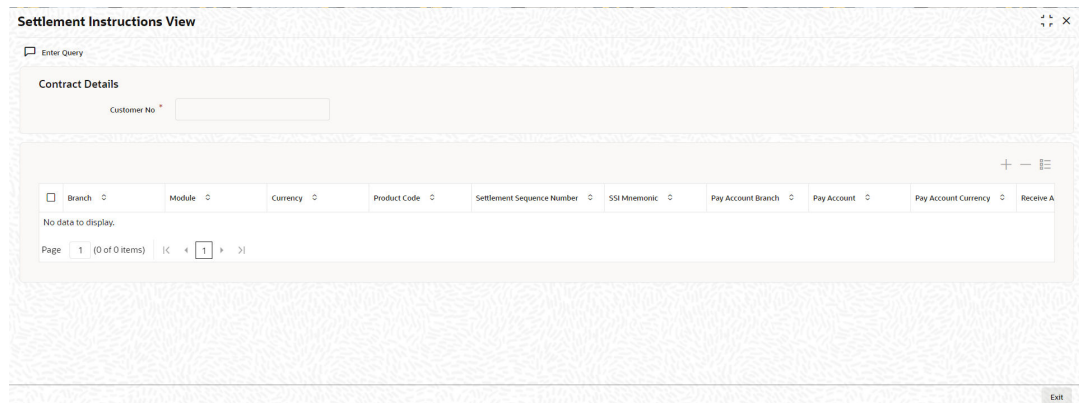 Settlement Instructions View
Enter Query
Contract Details
Customer No *
Branch Module Currency Product Code Settlement Sequence Number SSI Mnemonic Pay Account Branch Pay Account Pay Account Currency Receive A
No data to display.
Page 1 (0 of 0 items) 1
Exit